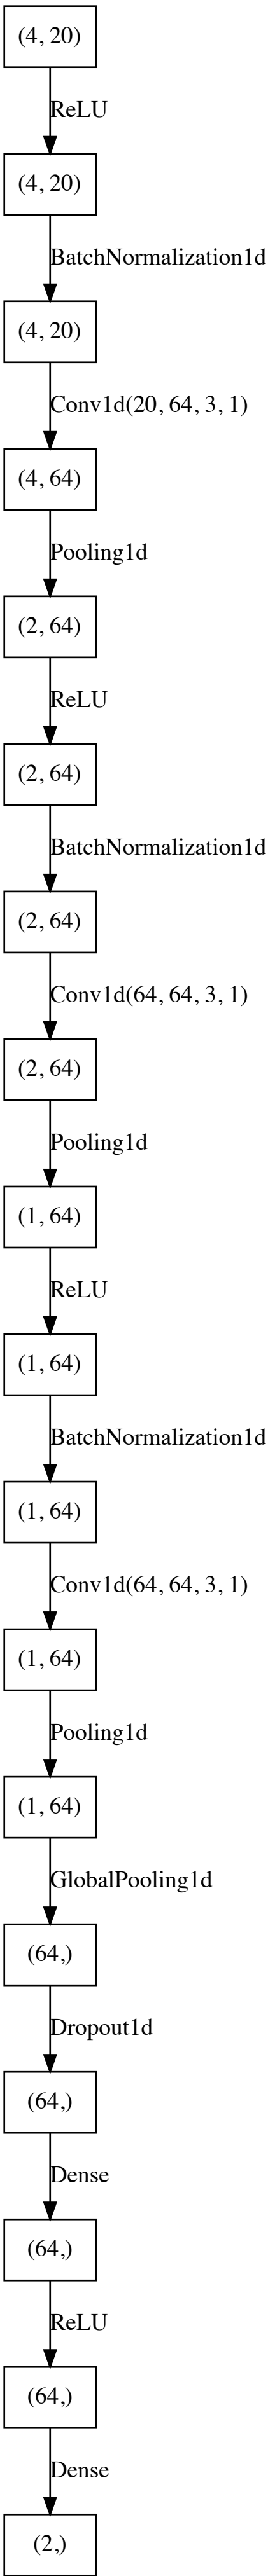 (4, 20)
ReLU
(4, 20)
BatchNormalization1d
(4, 20)
Conv1d(20, 64, 3, 1)
(4, 64)
Pooling1d
(2, 64)
ReLU
(2, 64)
BatchNormalization1d
(2, 64)
Conv1d(64, 64, 3, 1)
(2, 64)
Pooling1d
(1, 64)
ReLU
(1, 64)
BatchNormalization1d
(1, 64)
Conv1d(64, 64, 3, 1)
(1, 64)
Pooling1d
(1, 64)
GlobalPooling1d
(64,)
Dropout1d
(64,)
Dense
(64,)
ReLU
(64,)
Dense
(2,)